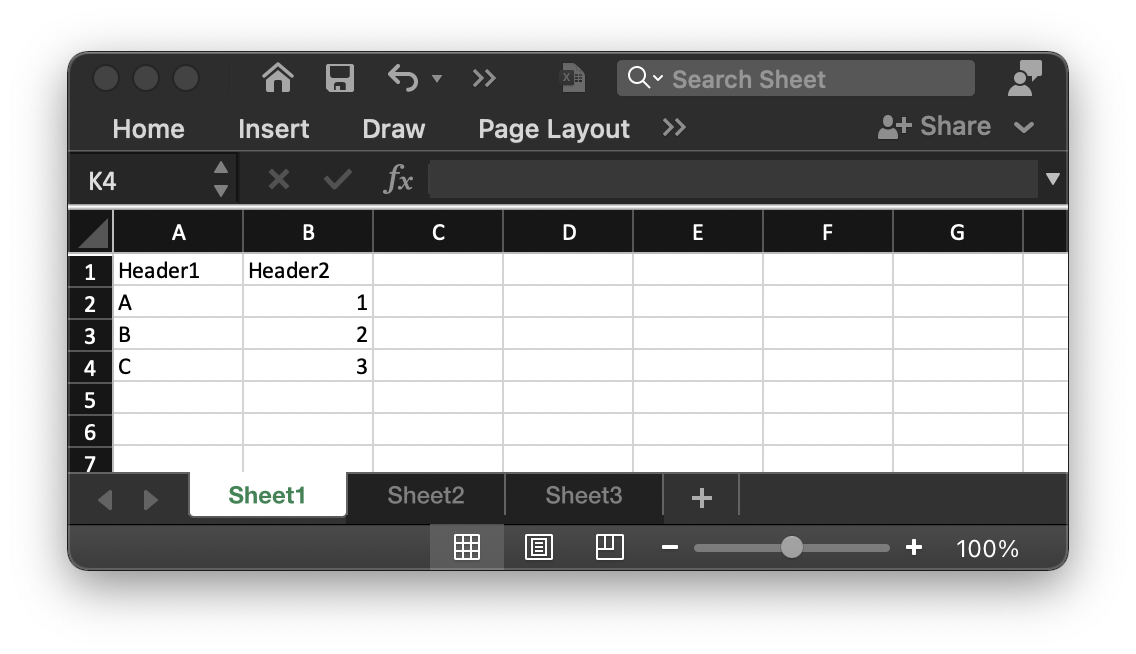 Search Sheet
Home Insert Draw Page Layout Share
K4 fx
A B C D E F G
1 Header1 Header2
2 A 1
3 B 2
4 C 3
5
6
7
Sheet1 Sheet2 Sheet3 +
100%